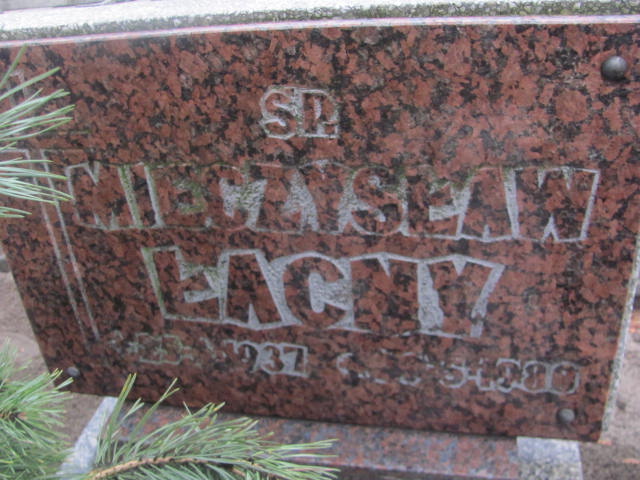 ŚP.
MIECZYSŁAW
ŁACNY
1937 1980